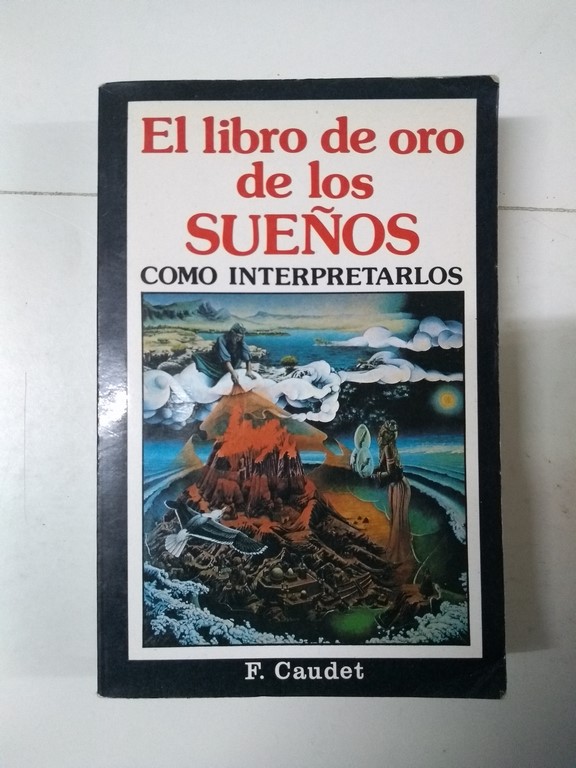 El libro de oro
de los
SUEÑOS
COMO INTERPRETARLOS
F. Caudet